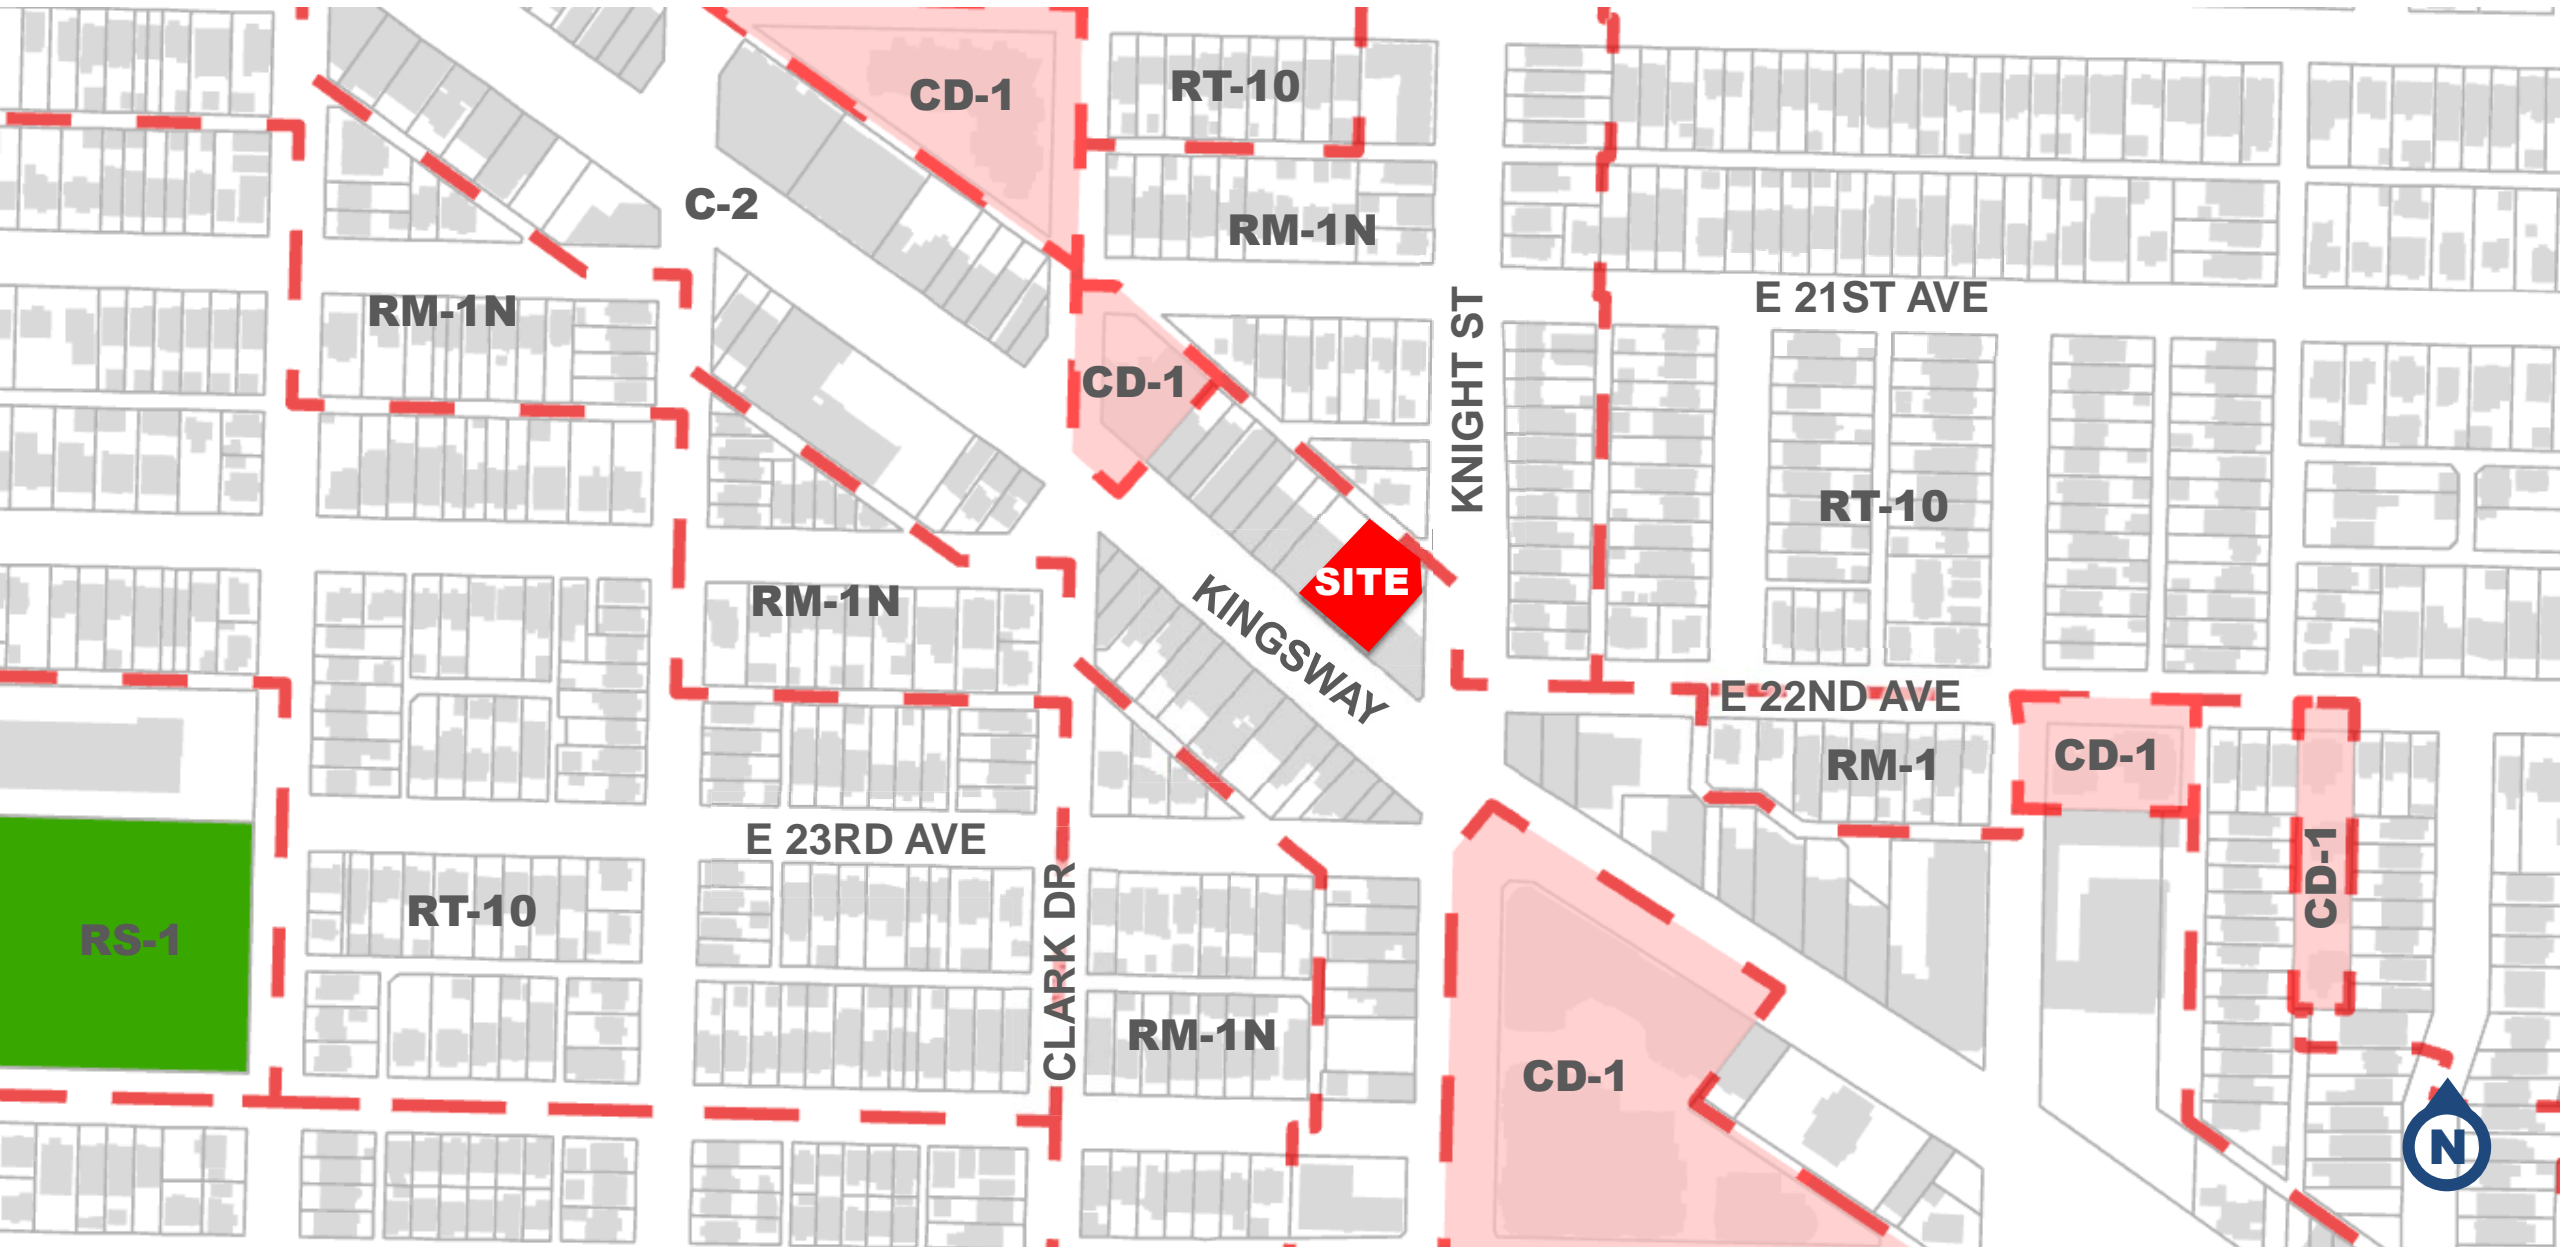 CD-1
RT-10
C-2
RM-1N
RM-1N
E 21ST AVE
CD-1
KNIGHT ST
RT-10
SITE
RM-1N
KINGSWAY
E 22ND AVE
RM-1
CD-1
E 23RD AVE
CD-1
RT-10
RS-1
CLARK DR
RM-1N
CD-1
N